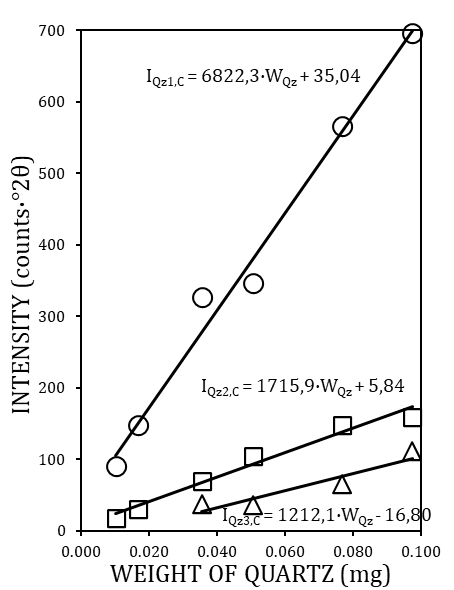 700
I_Qz1,C = 6822,3·W_Qz + 35,04
600
500
400
300
200
I_Qz2,C = 1715,9·W_Qz + 5,84
100
I_Qz3,C = 1212,1·W_Qz - 16,80
0
0.000 0.020 0.040 0.060 0.080 0.100
WEIGHT OF QUARTZ (mg)
INTENSITY (counts·°2θ)